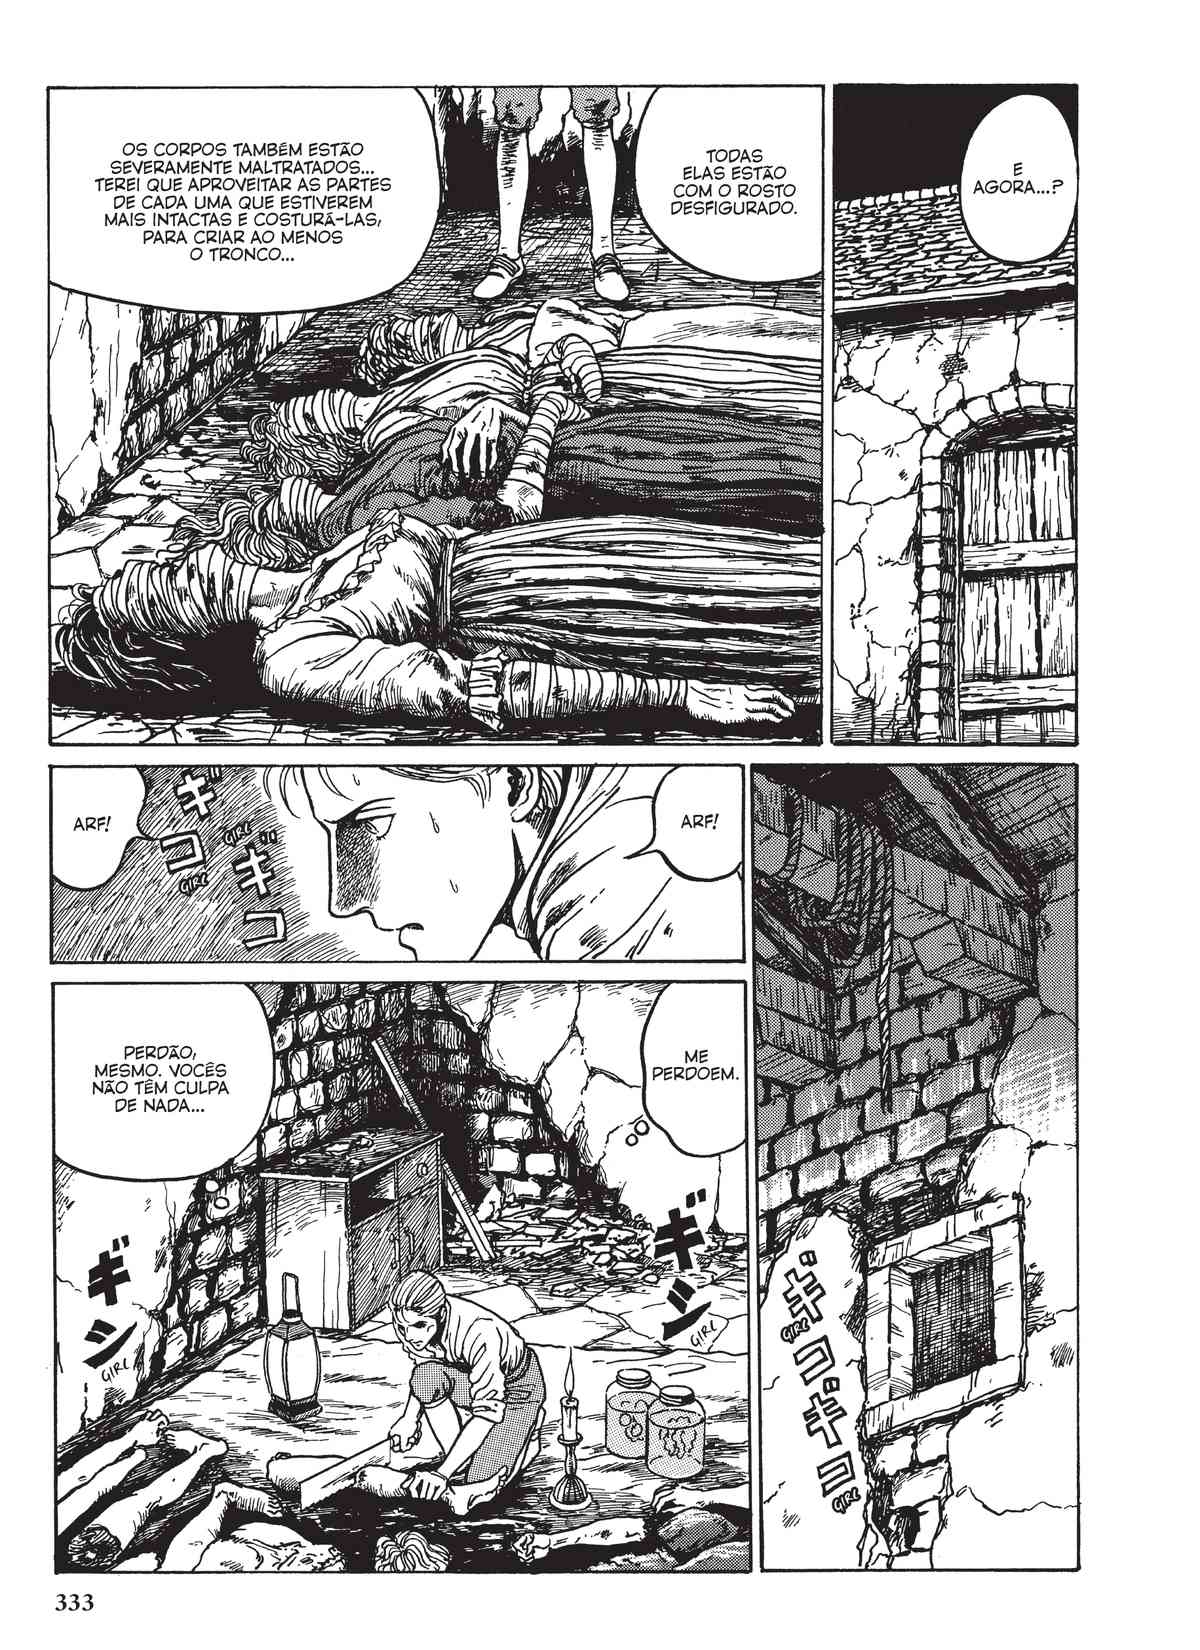 E
AGORA...?
TODAS
ELAS ESTÃO
COM O ROSTO
DESFIGURADO.
OS CORPOS TAMBÉM ESTÃO
SEVERAMENTE MALTRATADOS...
TEREI QUE APROVEITAR AS PARTES
DE CADA UMA QUE ESTIVEREM
MAIS INTACTAS E COSTURÁ-LAS,
PARA CRIAR AO MENOS
O TRONCO...
ギコギコ
GIRC
GIRC
ARF!
ギコ
GIRC
ギコ
GIRC
ARF!
ME
PERDOEM.
PERDÃO,
MESMO. VOCÊS
NÃO TÊM CULPA
DE NADA...
ギシ
GIRC
ギシ
GIRC
333